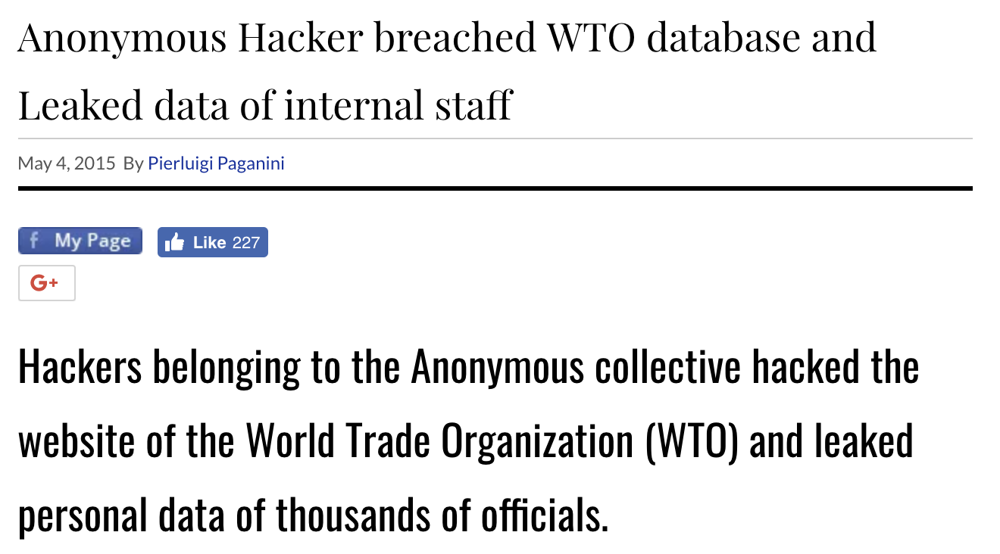 Anonymous Hacker breached WTO database and
Leaked data of internal staff
May 4, 2015 By Pierluigi Paganini
f My Page
Like 227
G+
Hackers belonging to the Anonymous collective hacked the
website of the World Trade Organization (WTO) and leaked
personal data of thousands of officials.